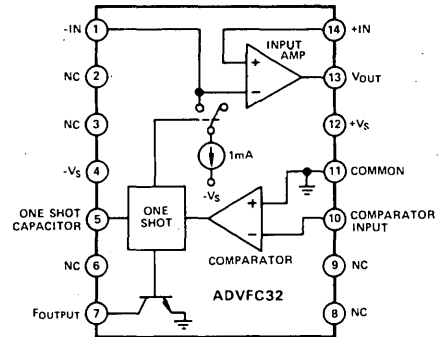 -IN 1
14 +IN
INPUT
AMP
+
−
NC 2
13 VOUT
NC 3
12 +VS
1mA
-VS 4
11 COMMON
-VS
ONE SHOT
CAPACITOR 5
ONE
SHOT
+
−
10 COMPARATOR
INPUT
COMPARATOR
NC 6
9 NC
ADVFC32
FOUTPUT 7
8 NC